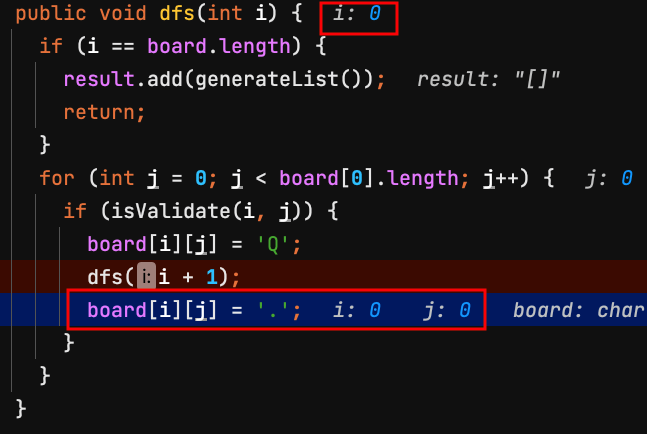 public void dfs(int i) {  i: 0
  if (i == board.length) {
    result.add(generateList());  result: "[]"
    return;
  }
  for (int j = 0; j < board[0].length; j++) {  j: 0
    if (isValidate(i, j)) {
      board[i][j] = 'Q';
      dfs( i: i + 1);
      board[i][j] = '.';  i: 0  j: 0  board: char
    }
  }
}